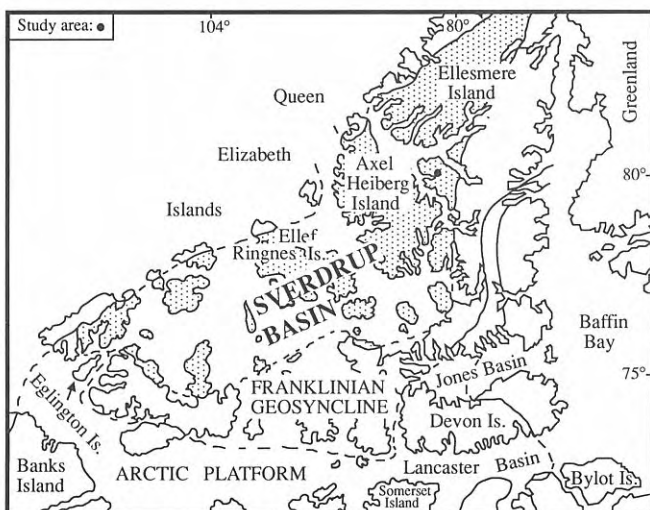 Study area:
104°
80°
Ellesmere
Island
Greenland
Queen
Elizabeth
Axel
Heiberg
Island
80°
Islands
Ellef
Ringnes Is.
SVERDRUP
BASIN
Baffin
Bay
75°
Jones Basin
Eglington Is.
FRANKLINIAN
GEOSYNCLINE
Devon Is.
Banks
Island
ARCTIC PLATFORM
Lancaster Basin
Somerset
Island
Bylot Is.